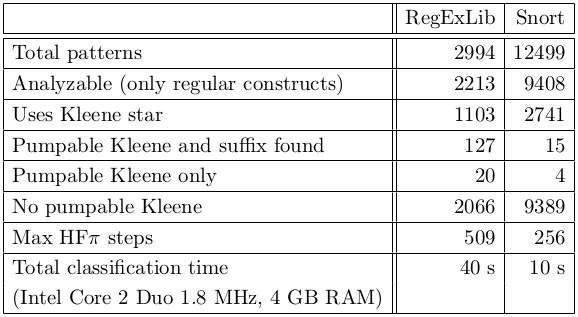 RegExLib Snort
Total patterns 2994 12499
Analyzable (only regular constructs) 2213 9408
Uses Kleene star 1103 2741
Pumpable Kleene and suffix found 127 15
Pumpable Kleene only 20 4
No pumpable Kleene 2066 9389
Max HFπ steps 509 256
Total classification time 40 s 10 s
(Intel Core 2 Duo 1.8 MHz, 4 GB RAM)